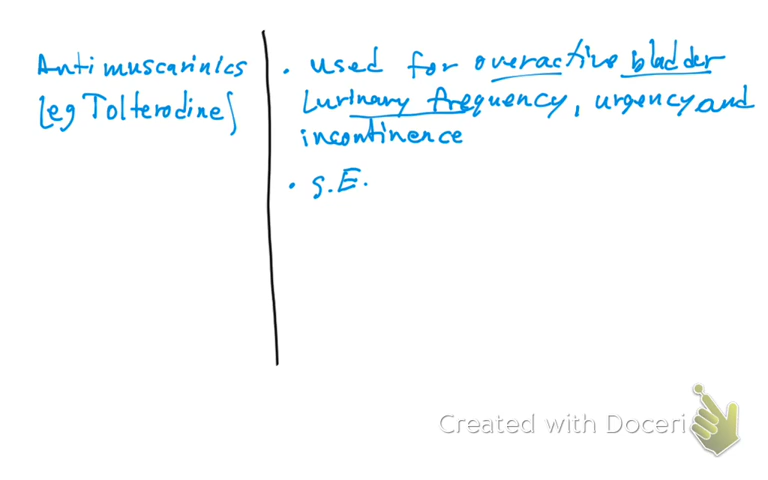 Antimuscarinics
[eg Tolterodine]
• used for overactive bladder
[urinary frequency, urgency and
incontinence
• S.E.
Created with Doceri